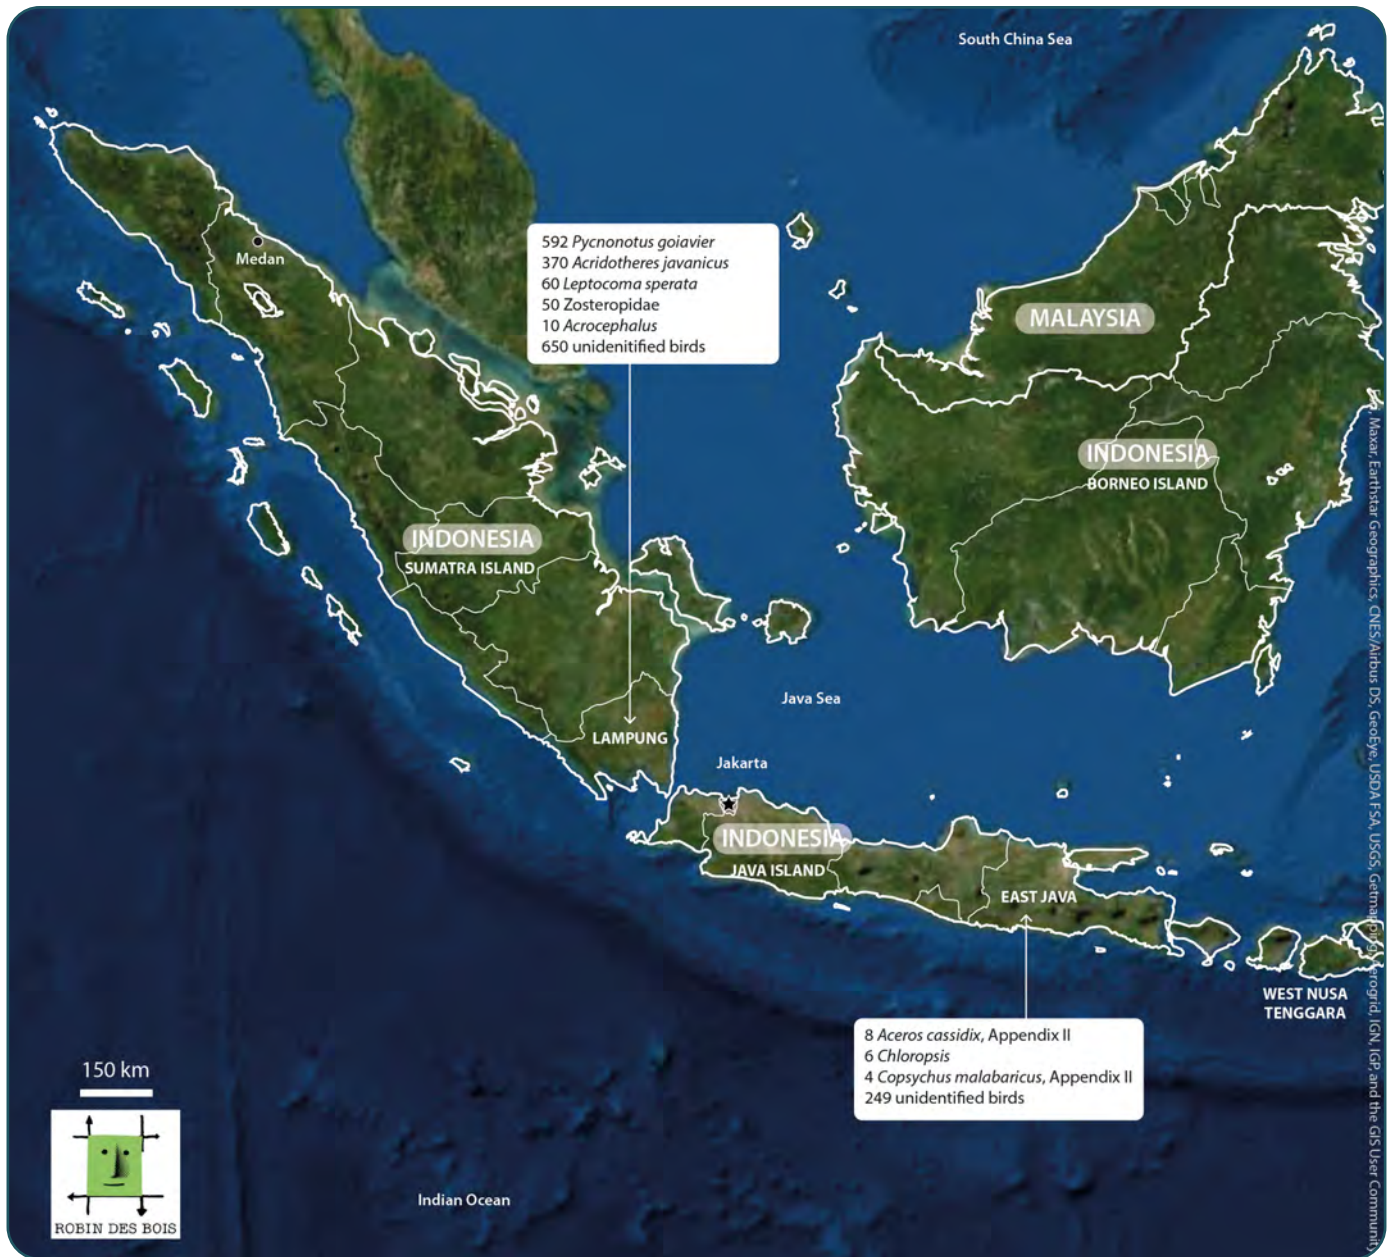 South China Sea
592 Pycnonotus goiavier
370 Acridotheres javanicus
60 Leptocoma sperata
50 Zosteropidae
10 Acrocephalus
650 unidenitified birds
Medan
MALAYSIA
INDONESIA
BORNEO ISLAND
INDONESIA
SUMATRA ISLAND
Java Sea
LAMPUNG
Jakarta
INDONESIA
JAVA ISLAND
EAST JAVA
WEST NUSA
TENGGARA
8 Aceros cassidix, Appendix II
6 Chloropsis
4 Copsychus malabaricus, Appendix II
249 unidentified birds
150 km
ROBIN DES BOIS
Indian Ocean
Maxar, Earthstar Geographics, CNES/Airbus DS, GeoEye, USDA FSA, USGS, Getmapping, Aerogrid, IGN, IGP, and the GIS User Community